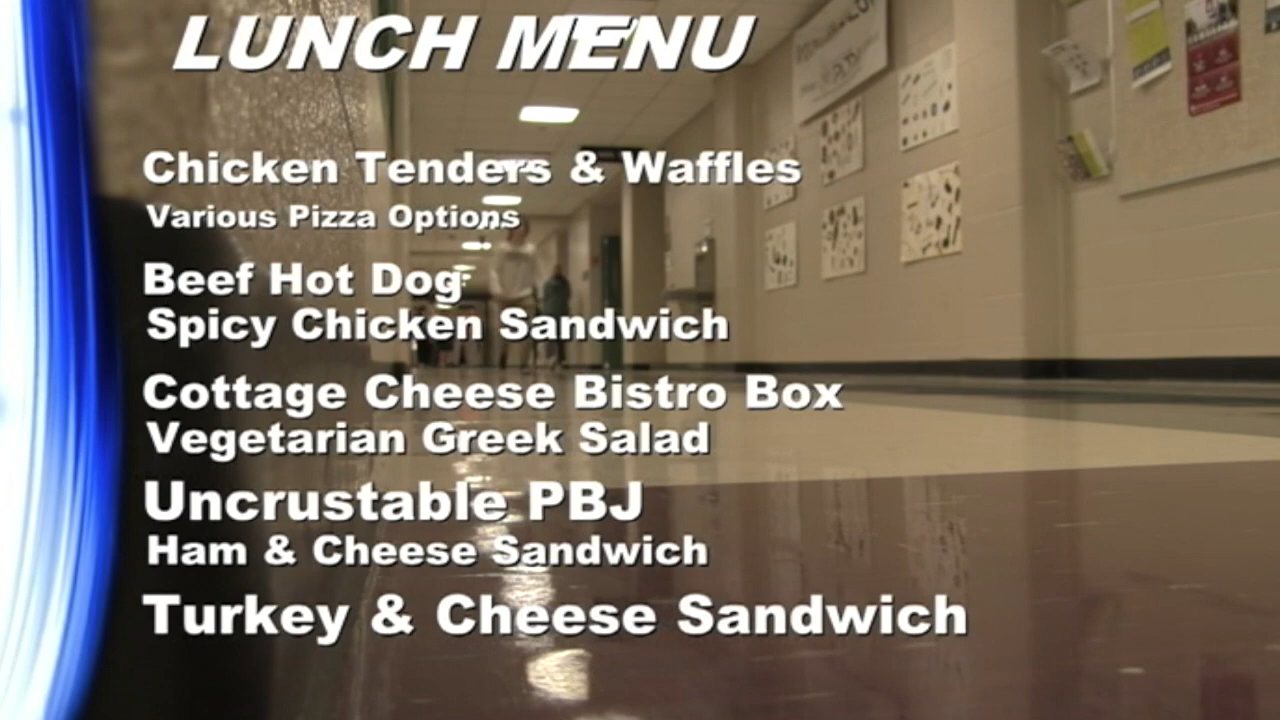 LUNCH MENU
Chicken Tenders & Waffles
Various Pizza Options
Beef Hot Dog
Spicy Chicken Sandwich
Cottage Cheese Bistro Box
Vegetarian Greek Salad
Uncrustable PBJ
Ham & Cheese Sandwich
Turkey & Cheese Sandwich